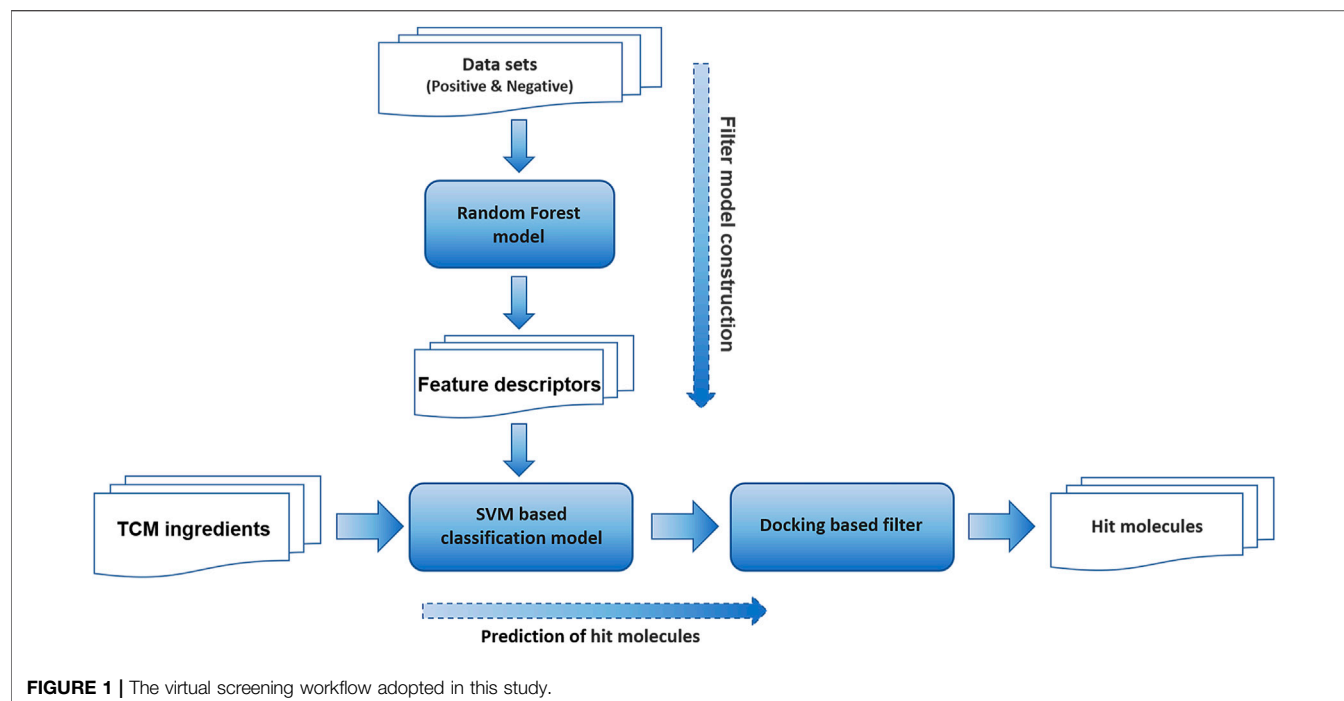 Data sets
(Positive & Negative)
Random Forest
model
Filter model construction
Feature descriptors
TCM ingredients
SVM based
classification model
Docking based filter
Hit molecules
Prediction of hit molecules
FIGURE 1 | The virtual screening workflow adopted in this study.